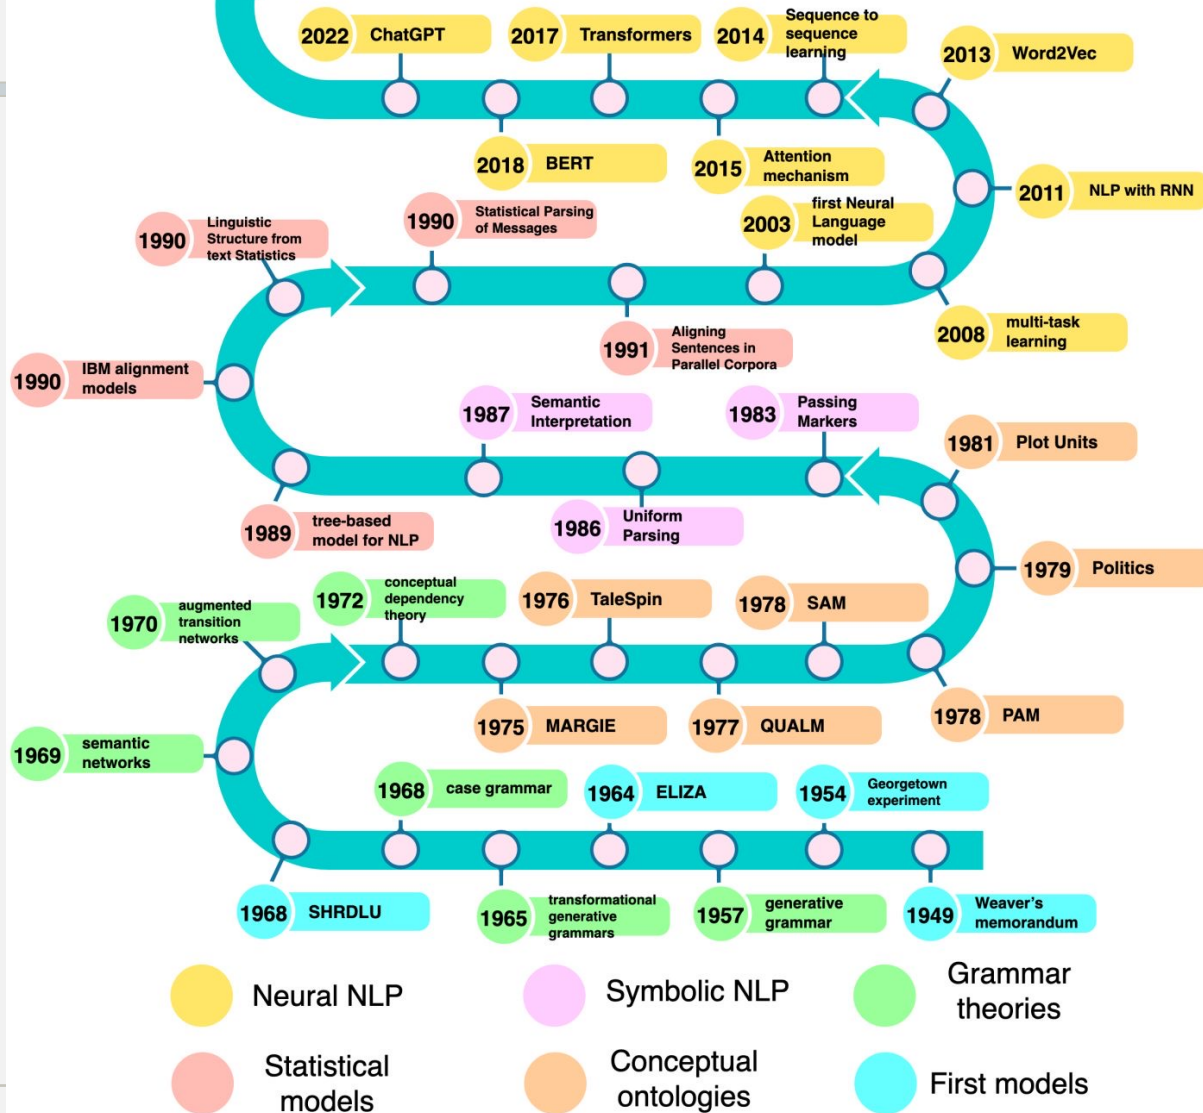 2022 ChatGPT
2017 Transformers
2014 Sequence to
sequence
learning
2013 Word2Vec
2018 BERT
2015 Attention
mechanism
2011 NLP with RNN
1990 Linguistic
Structure from
text Statistics
1990 Statistical Parsing
of Messages
2003 first Neural
Language
model
1991 Aligning
Sentences in
Parallel Corpora
2008 multi-task
learning
1990 IBM alignment
models
1987 Semantic
Interpretation
1983 Passing
Markers
1981 Plot Units
1989 tree-based
model for NLP
1986 Uniform
Parsing
1979 Politics
1970 augmented
transition
networks
1972 conceptual
dependency
theory
1976 TaleSpin
1978 SAM
1975 MARGIE
1977 QUALM
1978 PAM
1969 semantic
networks
1968 case grammar
1964 ELIZA
1954 Georgetown
experiment
1968 SHRDLU
1965 transformational
generative
grammars
1957 generative
grammar
1949 Weaver's
memorandum
Neural NLP
Symbolic NLP
Grammar
theories
Statistical
models
Conceptual
ontologies
First models